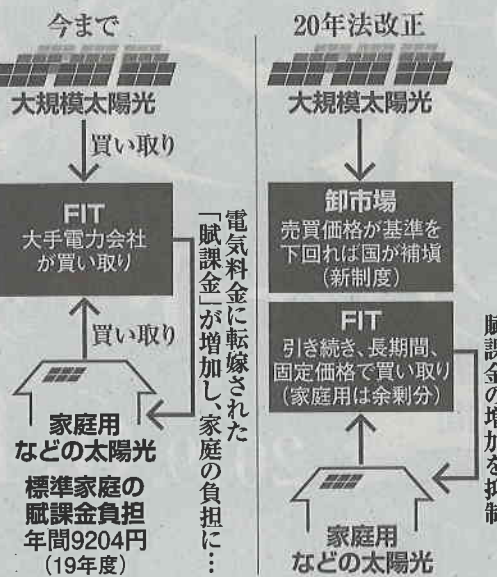 今まで
大規模太陽光
買い取り
FIT
大手電力会社
が買い取り
買い取り
家庭用
などの太陽光
標準家庭の
賦課金負担
年間9204円
(19年度)
電気料金に転嫁された
「賦課金」が増加し、家庭の負担に…
20年法改正
大規模太陽光
卸市場
売買価格が基準を
下回れば国が補塡
(新制度)
FIT
引き続き、長期間、
固定価格で買い取り
(家庭用は余剰分)
家庭用
などの太陽光
賦課金の増加を抑制